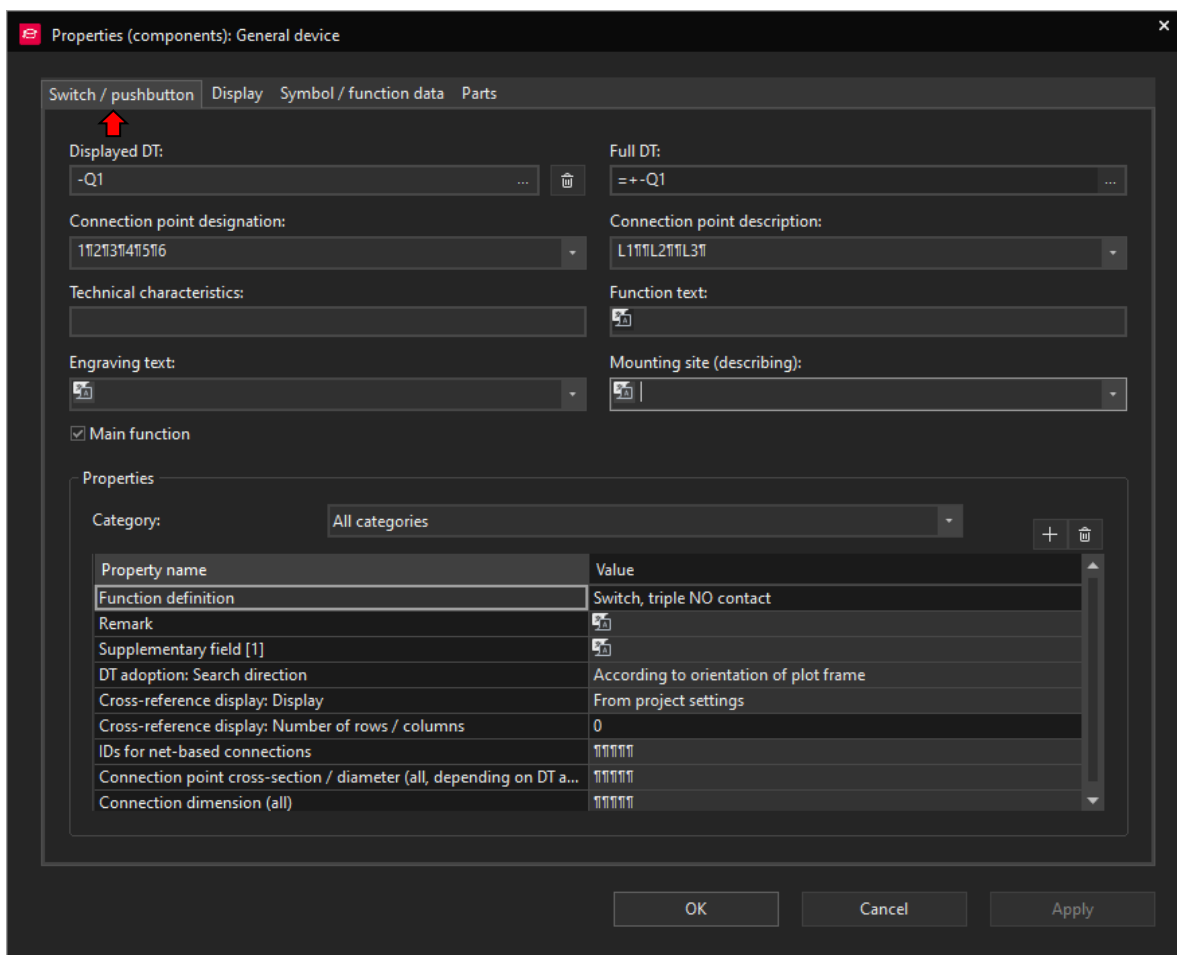 Properties (components): General device
Switch / pushbutton Display Symbol / function data Parts
Displayed DT: Full DT:
-Q1 ... =+-Q1 ...
Connection point designation: Connection point description:
1¶2¶3¶4¶5¶6 L1¶¶L2¶¶L3¶
Technical characteristics: Function text:
Engraving text: Mounting site (describing):
Main function
Properties
Category: All categories
Property name Value
Function definition Switch, triple NO contact
Remark
Supplementary field [1]
DT adoption: Search direction According to orientation of plot frame
Cross-reference display: Display From project settings
Cross-reference display: Number of rows / columns 0
IDs for net-based connections ¶¶¶¶¶
Connection point cross-section / diameter (all, depending on DT a... ¶¶¶¶¶
Connection dimension (all) ¶¶¶¶¶
OK Cancel Apply